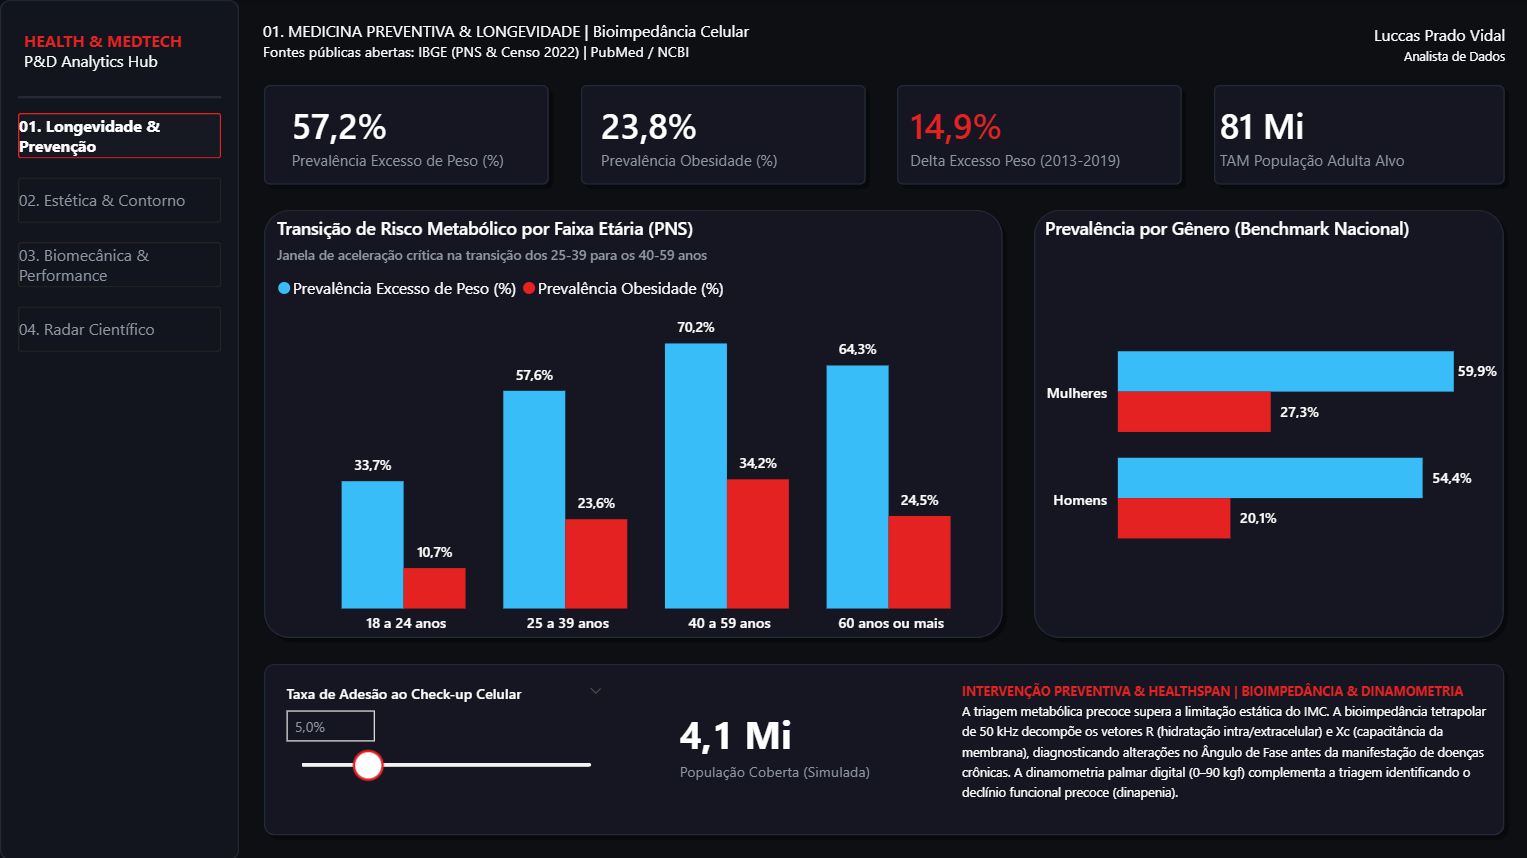 HEALTH & MEDTECH
P&D Analytics Hub
01. Longevidade &
Prevenção
02. Estética & Contorno
03. Biomecânica &
Performance
04. Radar Científico
01. MEDICINA PREVENTIVA & LONGEVIDADE | Bioimpedância Celular
Fontes públicas abertas: IBGE (PNS & Censo 2022) | PubMed / NCBI
Luccas Prado Vidal
Analista de Dados
57,2%
Prevalência Excesso de Peso (%)
23,8%
Prevalência Obesidade (%)
14,9%
Delta Excesso Peso (2013-2019)
81 Mi
TAM População Adulta Alvo
Transição de Risco Metabólico por Faixa Etária (PNS)
Janela de aceleração crítica na transição dos 25-39 para os 40-59 anos
Prevalência Excesso de Peso (%) Prevalência Obesidade (%)
33,7%
10,7%
57,6%
23,6%
70,2%
34,2%
64,3%
24,5%
18 a 24 anos
25 a 39 anos
40 a 59 anos
60 anos ou mais
Prevalência por Gênero (Benchmark Nacional)
Mulheres
59,9%
27,3%
Homens
54,4%
20,1%
Taxa de Adesão ao Check-up Celular
5,0%
4,1 Mi
População Coberta (Simulada)
INTERVENÇÃO PREVENTIVA & HEALTHSPAN | BIOIMPEDÂNCIA & DINAMOMETRIA
A triagem metabólica precoce supera a limitação estática do IMC. A bioimpedância tetrapolar
de 50 kHz decompõe os vetores R (hidratação intra/extracelular) e Xc (capacitância da
membrana), diagnosticando alterações no Ângulo de Fase antes da manifestação de doenças
crônicas. A dinamometria palmar digital (0–90 kgf) complementa a triagem identificando o
declínio funcional precoce (dinapenia).